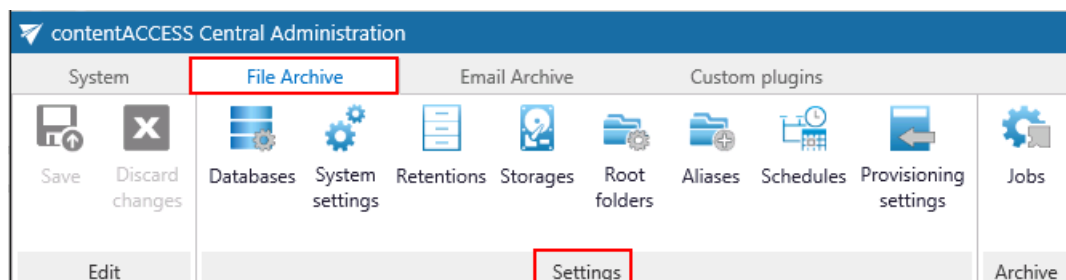 contentACCESS Central Administration
System File Archive Email Archive Custom plugins
Save Discard changes Databases System settings Retentions Storages Root folders Aliases Schedules Provisioning settings Jobs
Edit Settings Archive